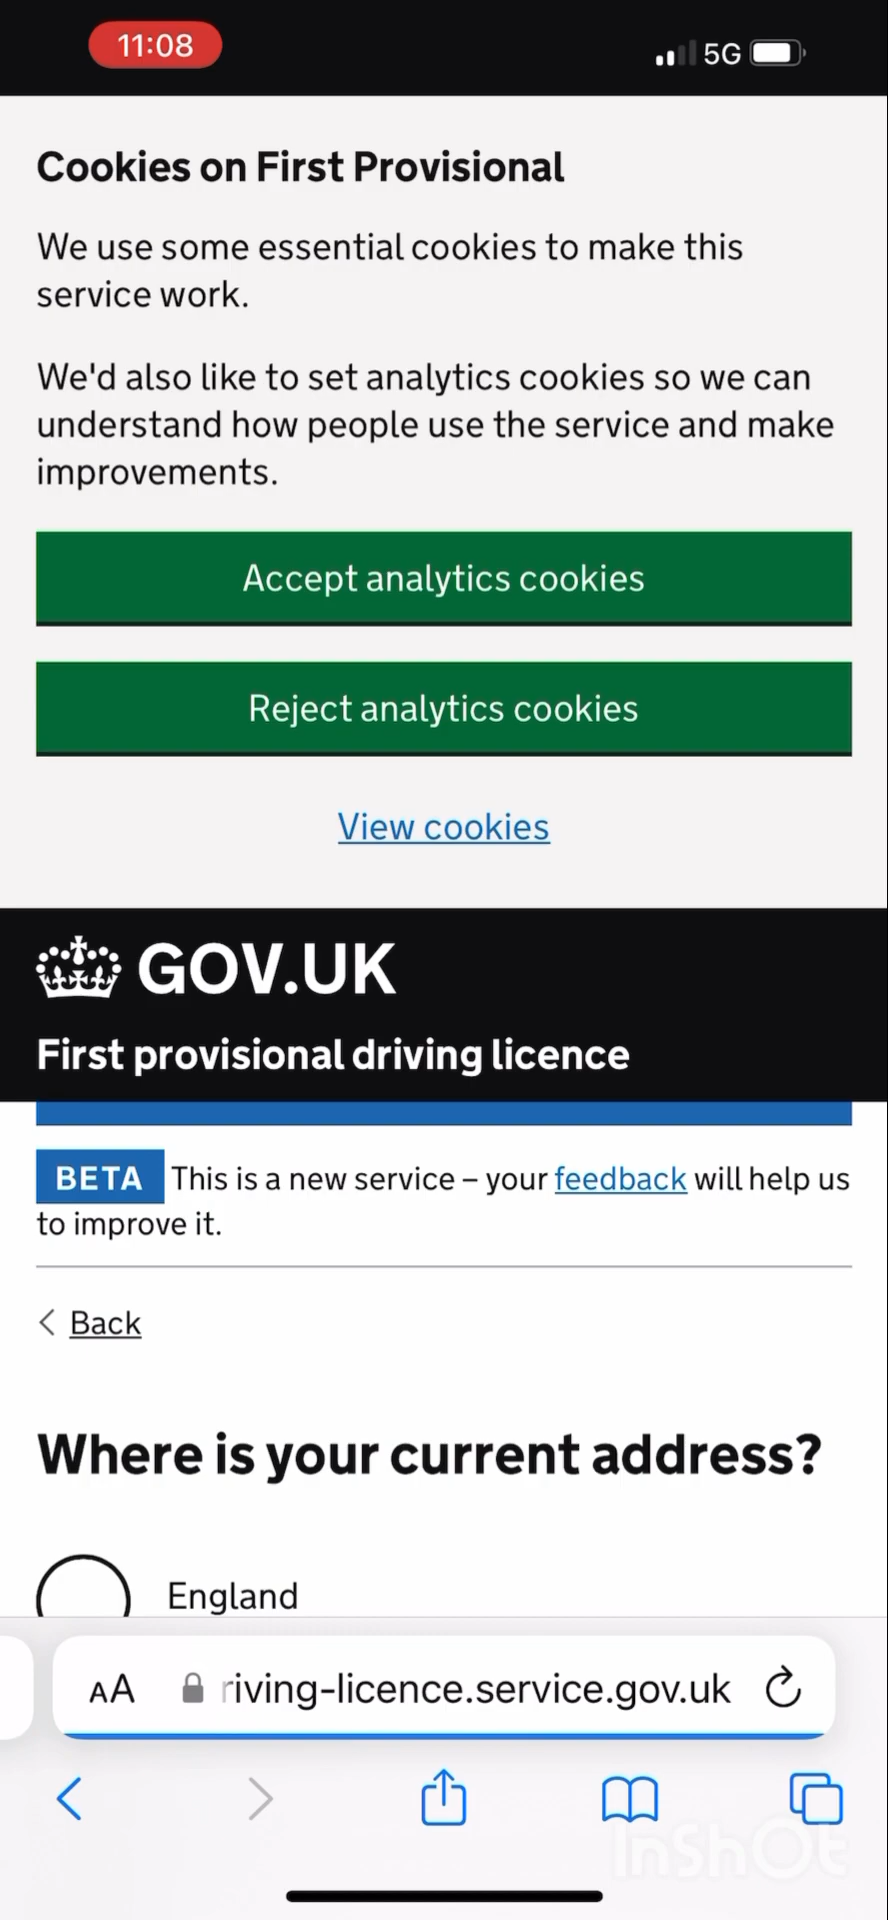 11:08
5G
Cookies on First Provisional
We use some essential cookies to make this
service work.
We'd also like to set analytics cookies so we can
understand how people use the service and make
improvements.
Accept analytics cookies
Reject analytics cookies
View cookies
GOV.UK
First provisional driving licence
BETA This is a new service – your feedback will help us
to improve it.
Back
Where is your current address?
England
AA riving-licence.service.gov.uk
InShOt